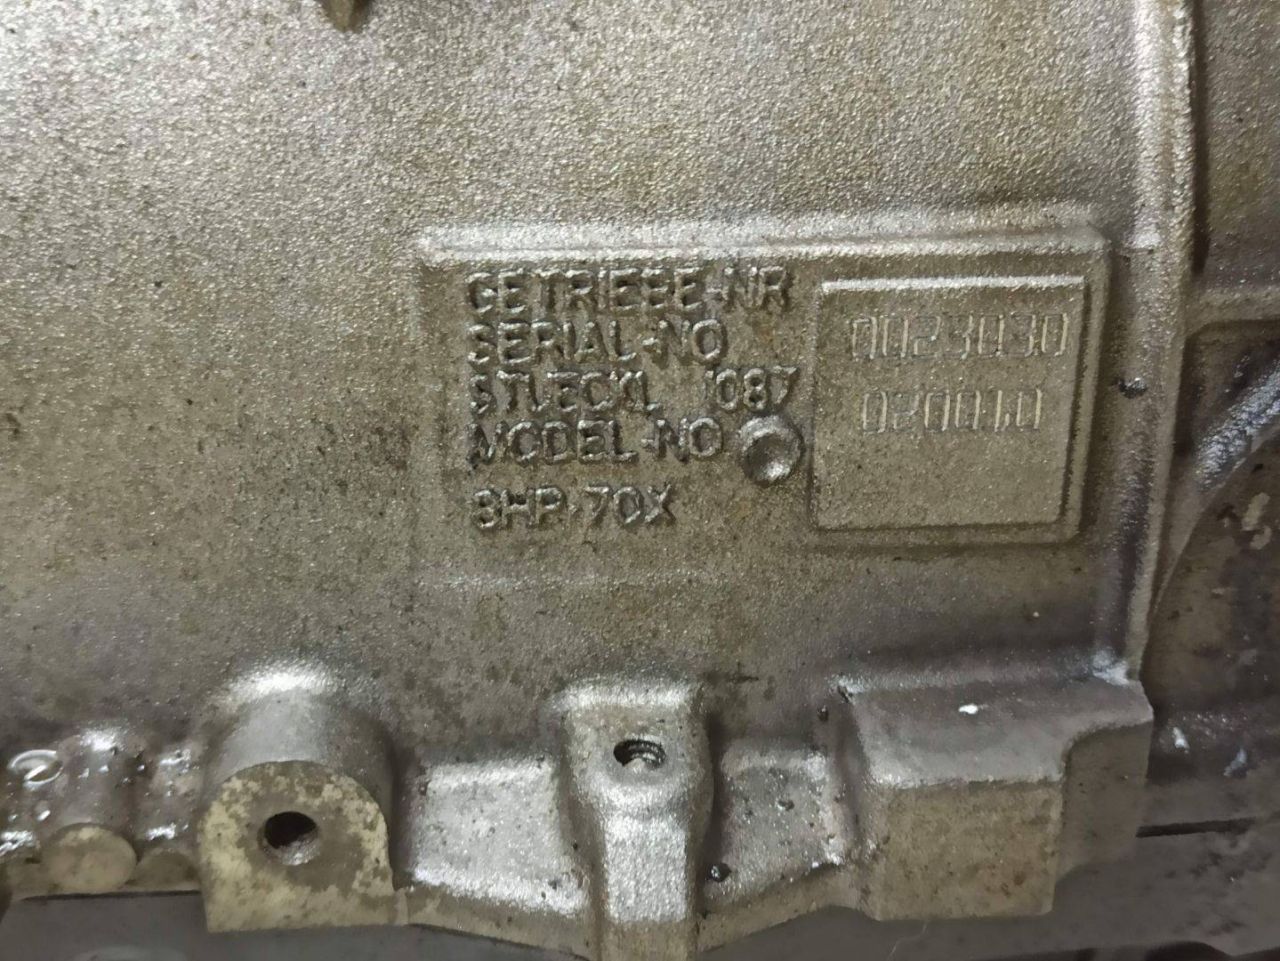 GETRIEBE-NR
SERIAL-NO
0023030
STUECKL 1087
020010
MODEL-NO
8HP-70X